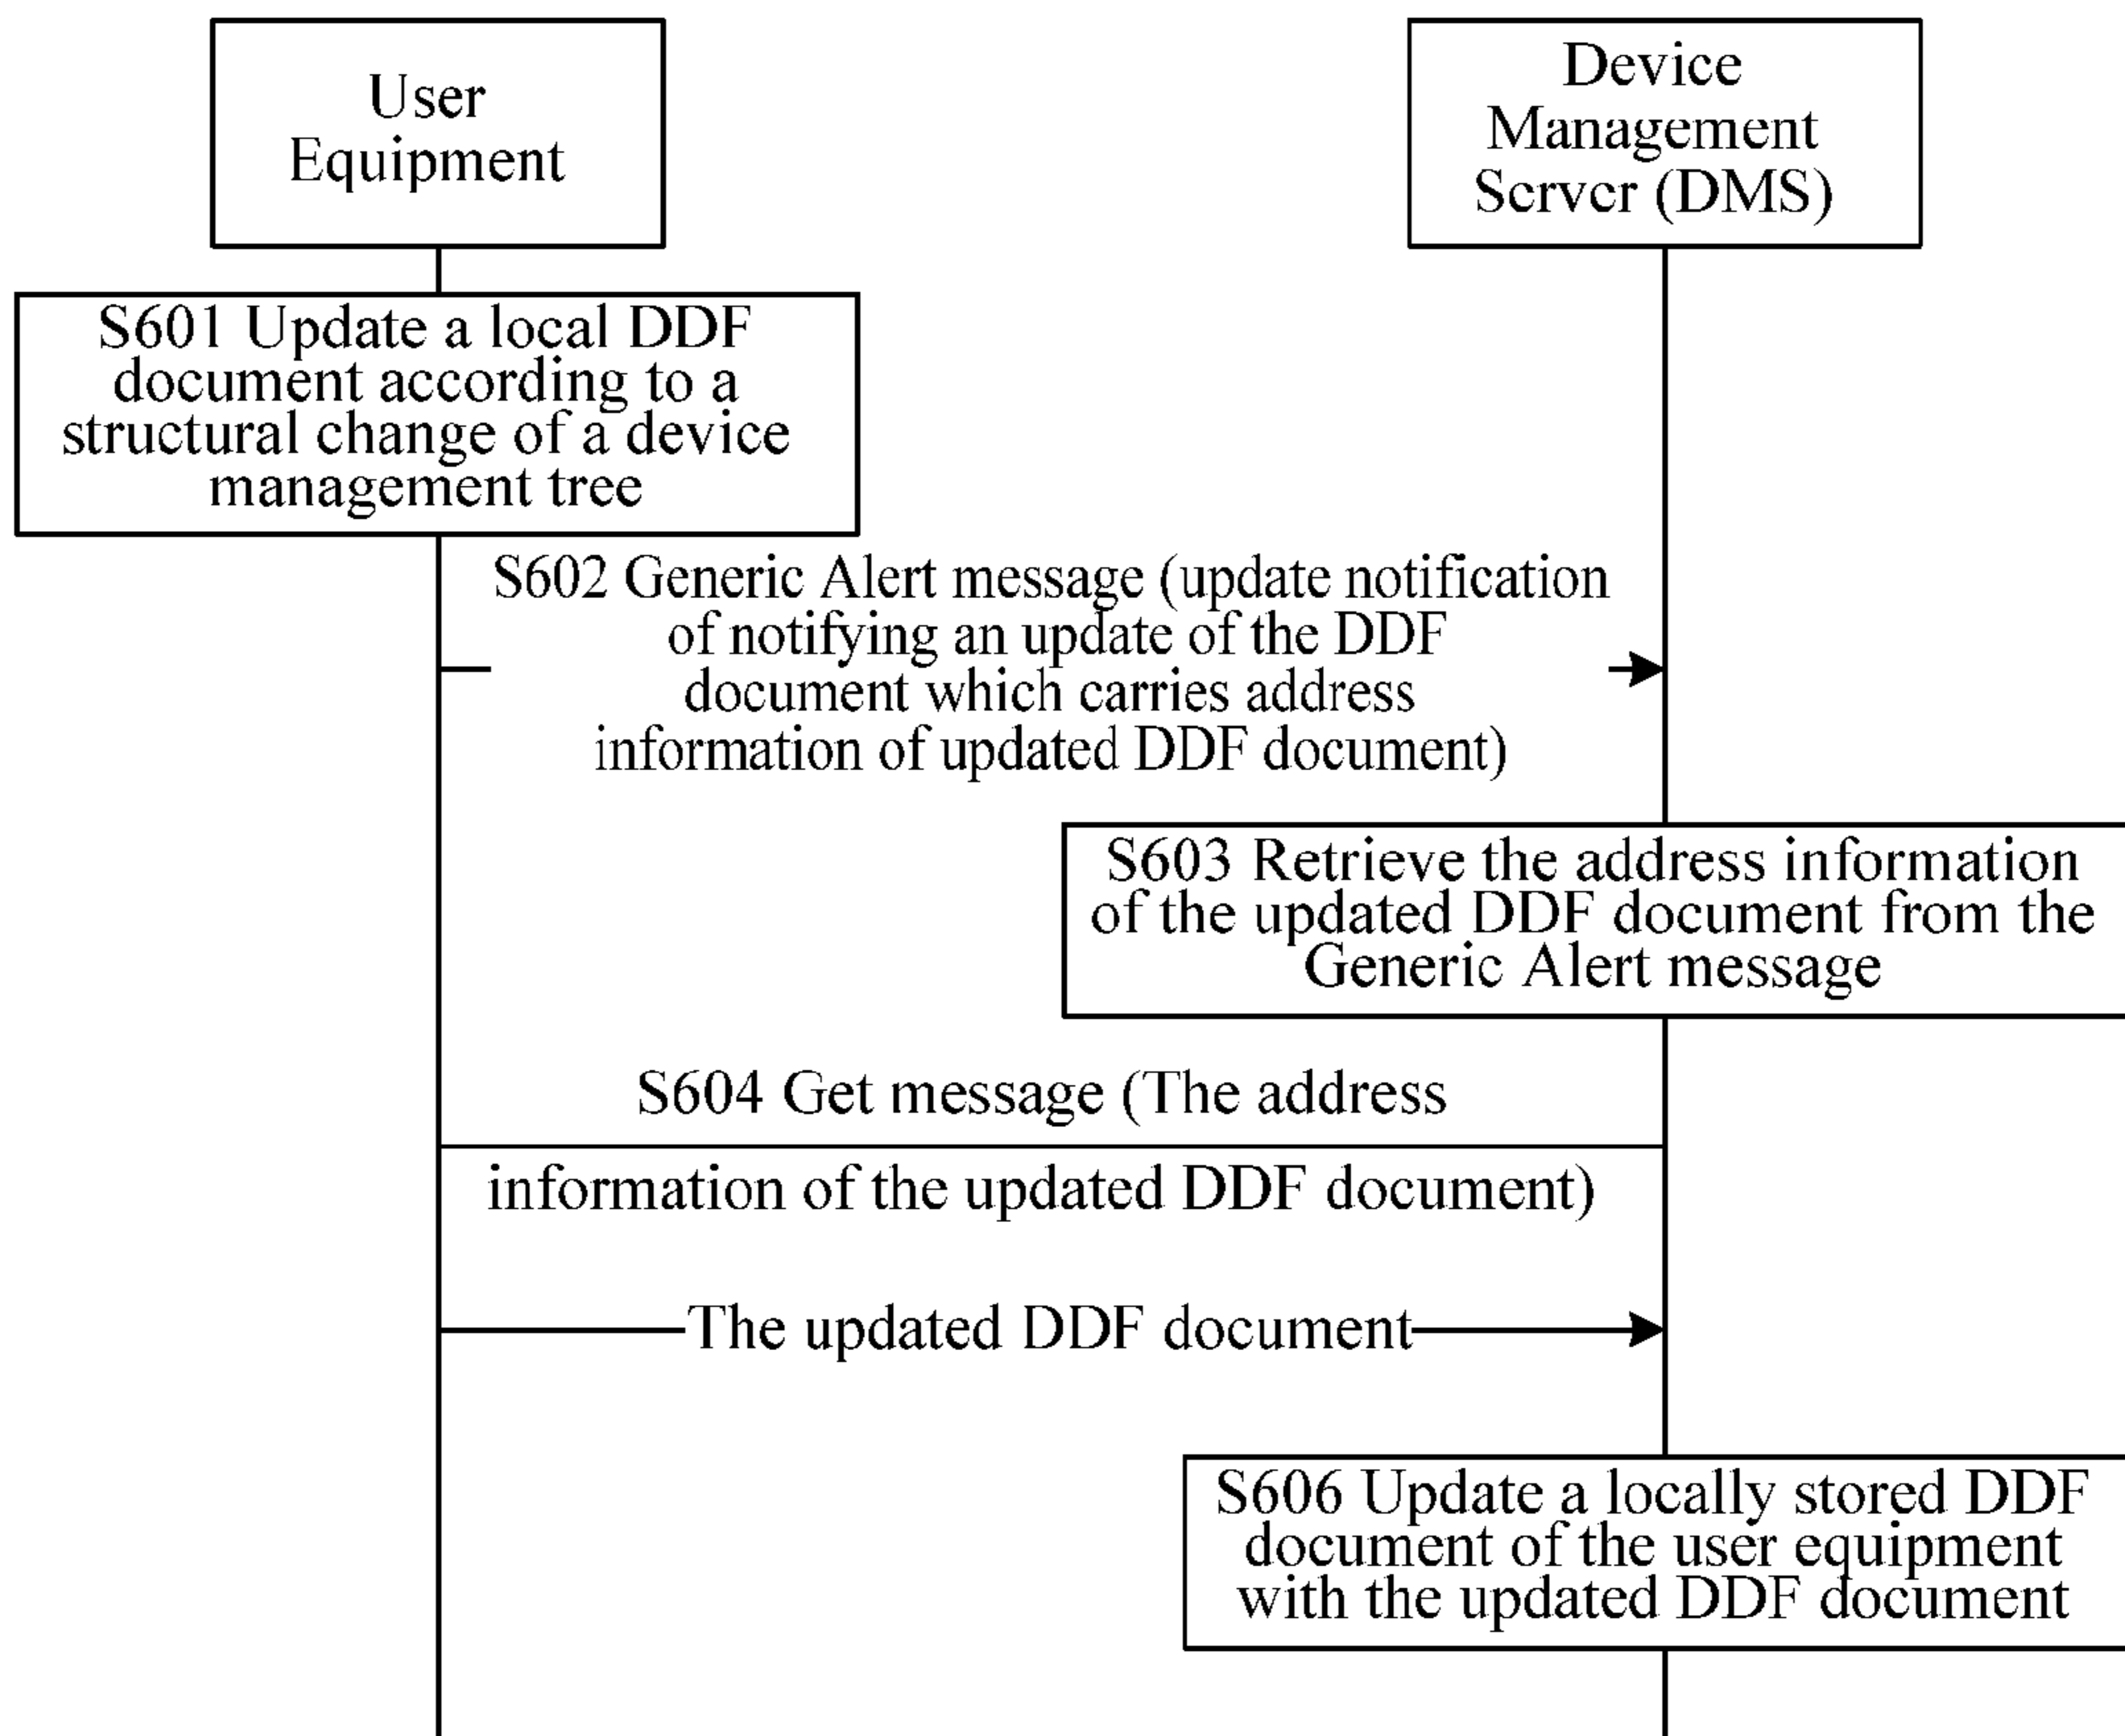 User
Equipment
Device
Management
Server (DMS)
S601 Update a local DDF
document according to a
structural change of a device
management tree
S602 Generic Alert message (update notification
of notifying an update of the DDF
document which carries address
information of updated DDF document)
S603 Retrieve the address information
of the updated DDF document from the
Generic Alert message
S604 Get message (The address
information of the updated DDF document)
The updated DDF document
S606 Update a locally stored DDF
document of the user equipment
with the updated DDF document